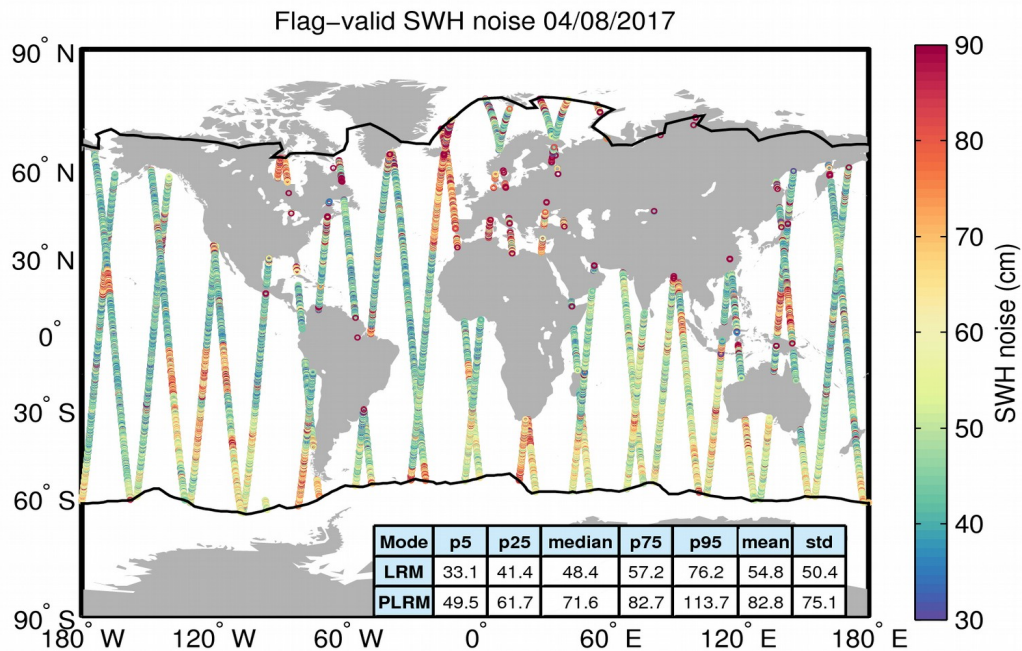 Flag−valid SWH noise 04/08/2017
90° N
60° N
30° N
0°
30° S
60° S
90° S
180° W
120° W
60° W
0°
60° E
120° E
180° E
Mode p5 p25 median p75 p95 mean std
LRM 33.1 41.4 48.4 57.2 76.2 54.8 50.4
PLRM 49.5 61.7 71.6 82.7 113.7 82.8 75.1
90
80
70
60
50
40
30
SWH noise (cm)